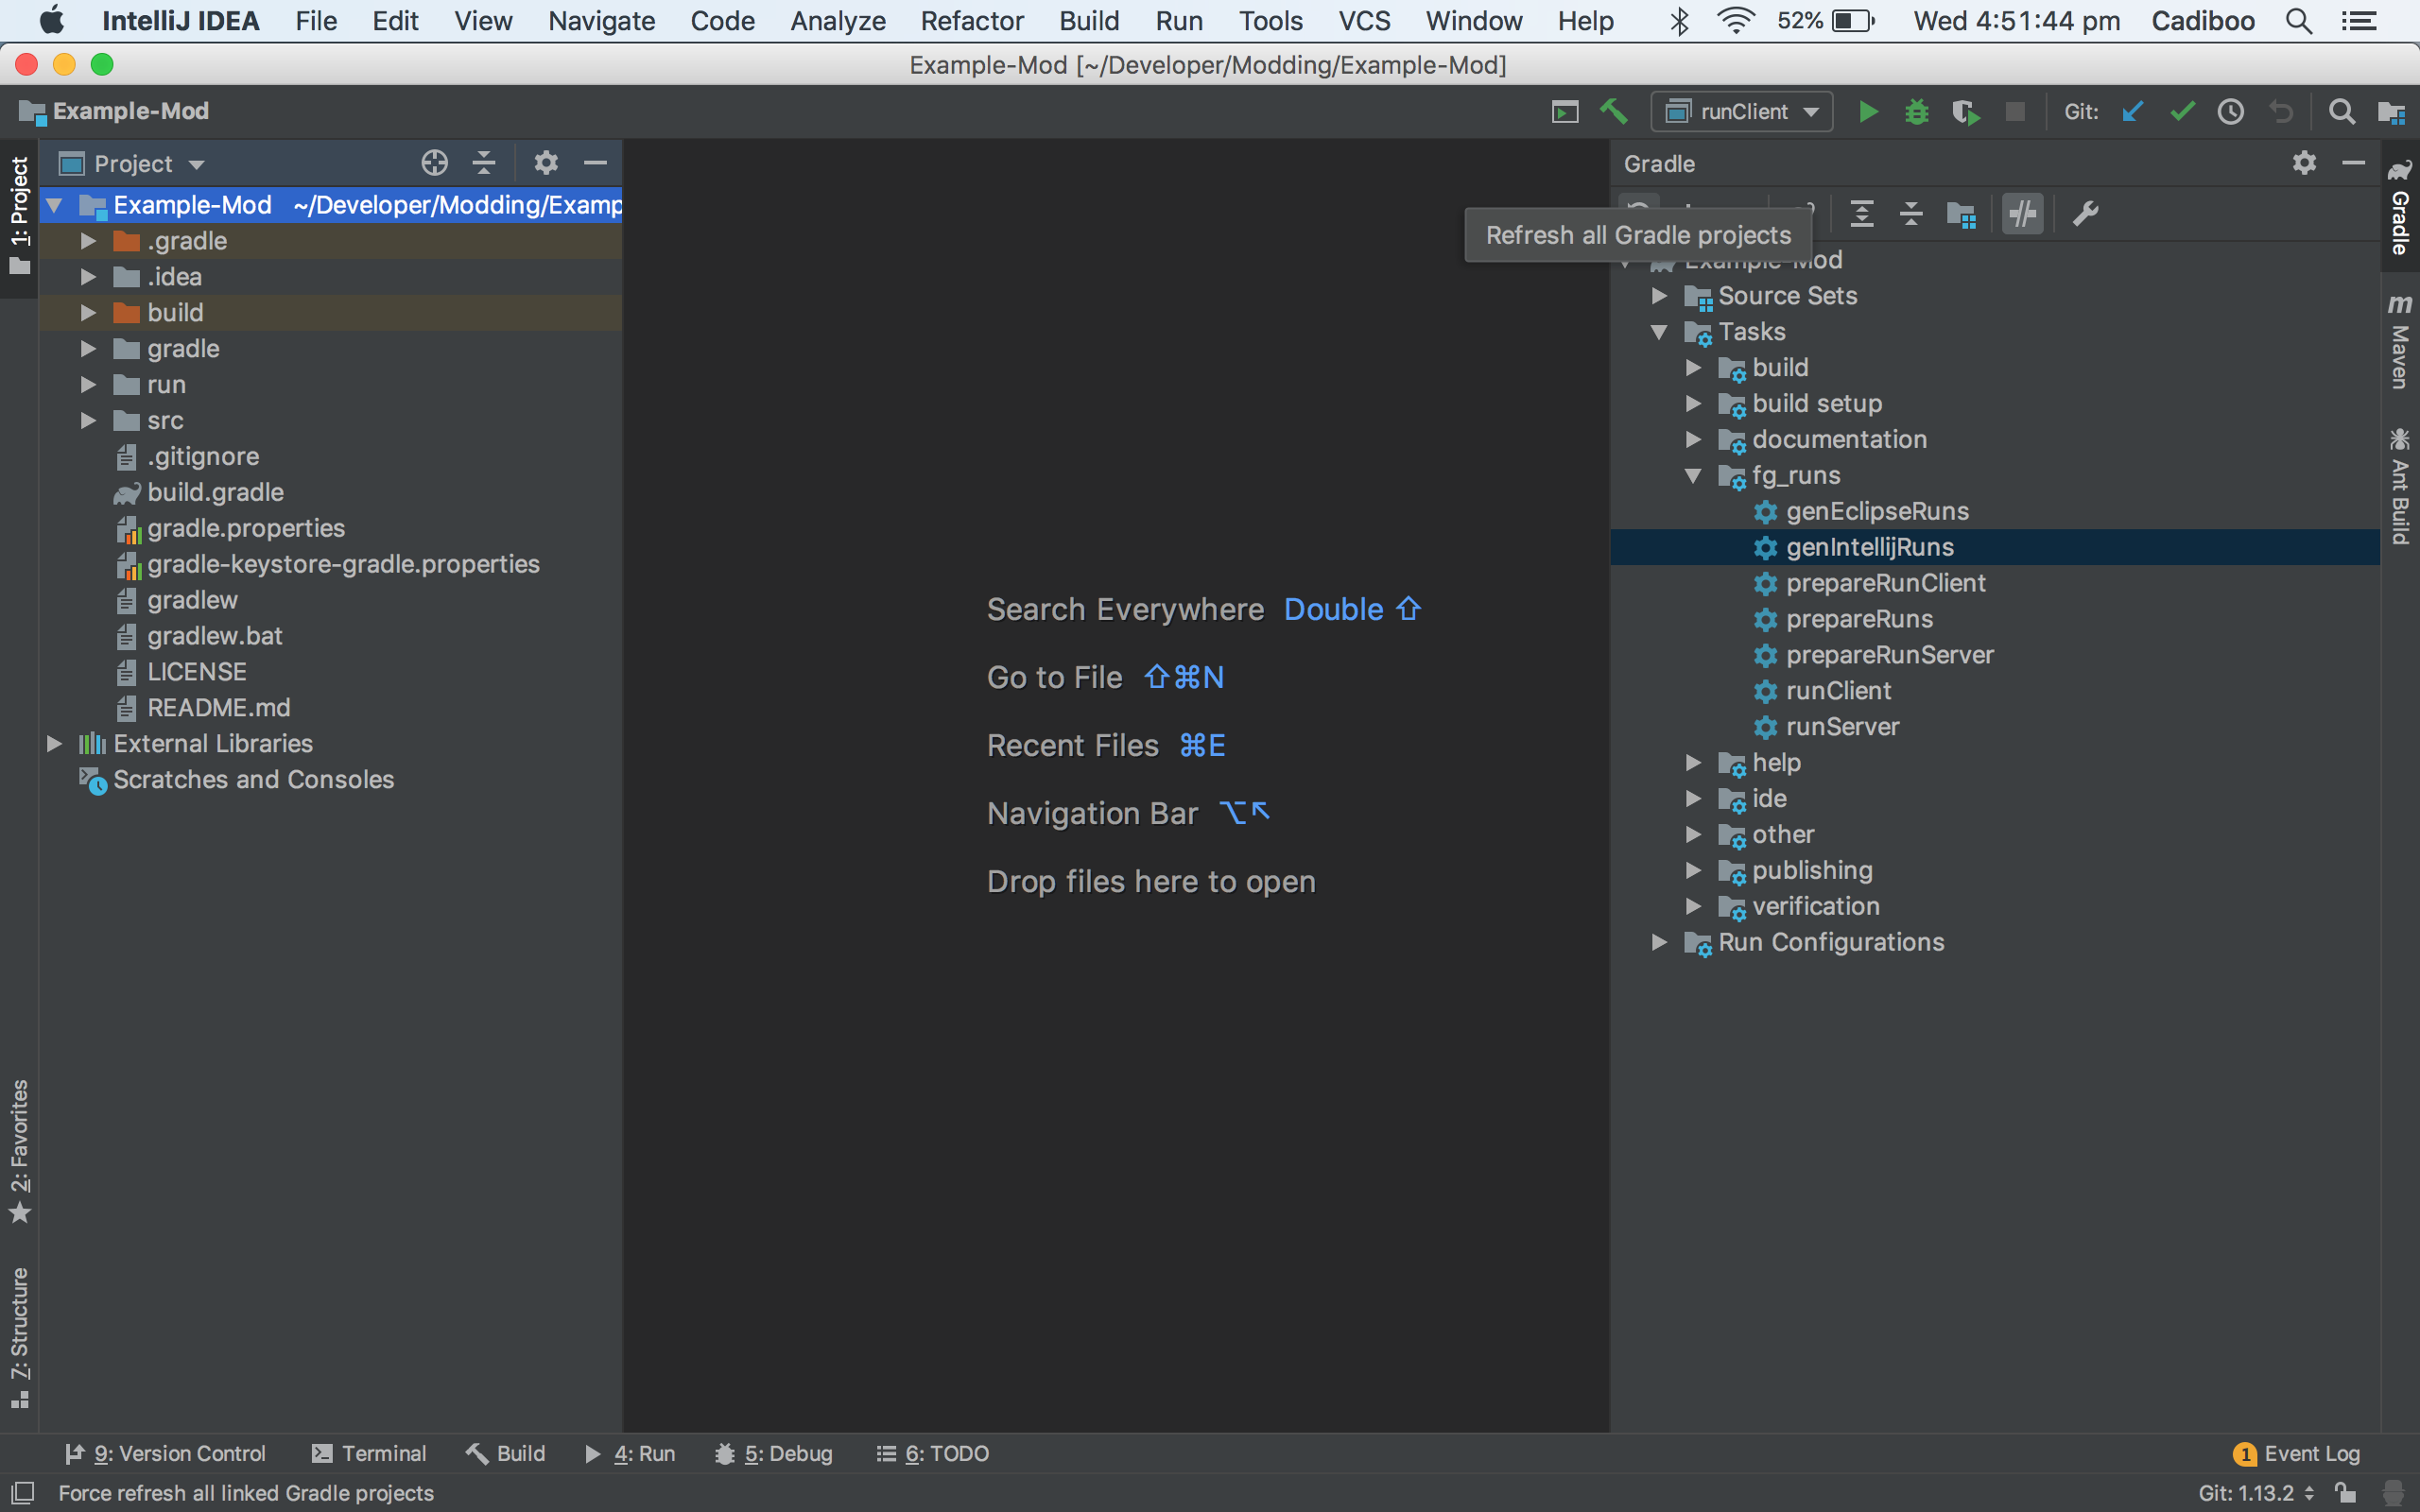 IntelliJ IDEA File Edit View Navigate Code Analyze Refactor Build Run Tools VCS Window Help 52% Wed 4:51:44 pm Cadiboo
Example-Mod [~/Developer/Modding/Example-Mod]
Example-Mod
runClient
Git:
1: Project
2: Favorites
7: Structure
Project
Example-Mod ~/Developer/Modding/Examp
.gradle
.idea
build
gradle
run
src
.gitignore
build.gradle
gradle.properties
gradle-keystore-gradle.properties
gradlew
gradlew.bat
LICENSE
README.md
External Libraries
Scratches and Consoles
Search Everywhere Double ⇧
Go to File ⇧⌘N
Recent Files ⌘E
Navigation Bar ⌥↖
Drop files here to open
Gradle
Refresh all Gradle projects
Example-Mod
Source Sets
Tasks
build
build setup
documentation
fg_runs
genEclipseRuns
genIntellijRuns
prepareRunClient
prepareRuns
prepareRunServer
runClient
runServer
help
ide
other
publishing
verification
Run Configurations
Gradle
m Maven
Ant Build
9: Version Control Terminal Build 4: Run 5: Debug 6: TODO 1 Event Log
Force refresh all linked Gradle projects Git: 1.13.2